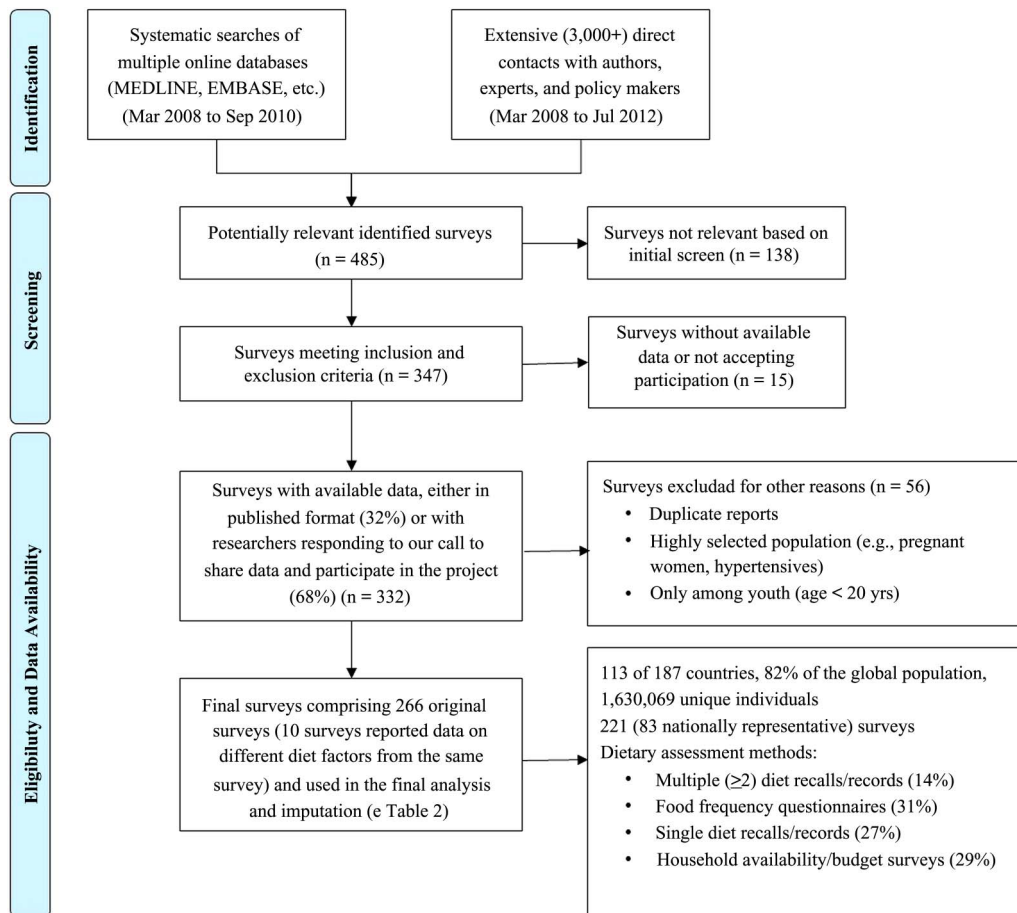 Identification
Systematic searches of
multiple online databases
(MEDLINE, EMBASE, etc.)
(Mar 2008 to Sep 2010)
Extensive (3,000+) direct
contacts with authors,
experts, and policy makers
(Mar 2008 to Jul 2012)
Screening
Potentially relevant identified surveys
(n = 485)
Surveys not relevant based on
initial screen (n = 138)
Surveys meeting inclusion and
exclusion criteria (n = 347)
Surveys without available
data or not accepting
participation (n = 15)
Eligibiluty and Data Availability
Surveys with available data, either in
published format (32%) or with
researchers responding to our call to
share data and participate in the project
(68%) (n = 332)
Surveys excludad for other reasons (n = 56)
• Duplicate reports
• Highly selected population (e.g., pregnant
women, hypertensives)
• Only among youth (age < 20 yrs)
Final surveys comprising 266 original
surveys (10 surveys reported data on
different diet factors from the same
survey) and used in the final analysis
and imputation (e Table 2)
113 of 187 countries, 82% of the global population,
1,630,069 unique individuals
221 (83 nationally representative) surveys
Dietary assessment methods:
• Multiple (≥2) diet recalls/records (14%)
• Food frequency questionnaires (31%)
• Single diet recalls/records (27%)
• Household availability/budget surveys (29%)